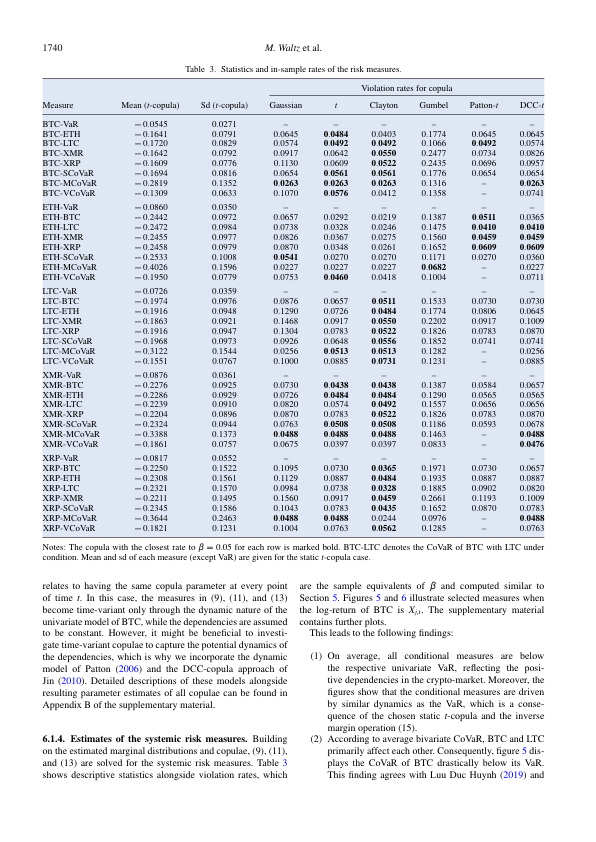 1740
M. Waltz et al.
Table 3. Statistics and in-sample rates of the risk measures.
Violation rates for copula
Measure Mean (t-copula) Sd (t-copula) Gaussian t Clayton Gumbel Patton-t DCC-t
BTC-VaR −0.0545 0.0271 – – – – – –
BTC-ETH −0.1641 0.0791 0.0645 0.0484 0.0403 0.1774 0.0645 0.0645
BTC-LTC −0.1720 0.0829 0.0574 0.0492 0.0492 0.1066 0.0492 0.0574
BTC-XMR −0.1642 0.0792 0.0917 0.0642 0.0550 0.2477 0.0734 0.0826
BTC-XRP −0.1609 0.0776 0.1130 0.0609 0.0522 0.2435 0.0696 0.0957
BTC-SCoVaR −0.1694 0.0816 0.0654 0.0561 0.0561 0.1776 0.0654 0.0654
BTC-MCoVaR −0.2819 0.1352 0.0263 0.0263 0.0263 0.1316 – 0.0263
BTC-VCoVaR −0.1309 0.0633 0.1070 0.0576 0.0412 0.1358 – 0.0741
ETH-VaR −0.0860 0.0350 – – – – – –
ETH-BTC −0.2442 0.0972 0.0657 0.0292 0.0219 0.1387 0.0511 0.0365
ETH-LTC −0.2472 0.0984 0.0738 0.0328 0.0246 0.1475 0.0410 0.0410
ETH-XMR −0.2455 0.0977 0.0826 0.0367 0.0275 0.1560 0.0459 0.0459
ETH-XRP −0.2458 0.0979 0.0870 0.0348 0.0261 0.1652 0.0609 0.0609
ETH-SCoVaR −0.2533 0.1008 0.0541 0.0270 0.0270 0.1171 0.0270 0.0360
ETH-MCoVaR −0.4026 0.1596 0.0227 0.0227 0.0227 0.0682 – 0.0227
ETH-VCoVaR −0.1950 0.0779 0.0753 0.0460 0.0418 0.1004 – 0.0711
LTC-VaR −0.0726 0.0359 – – – – – –
LTC-BTC −0.1974 0.0976 0.0876 0.0657 0.0511 0.1533 0.0730 0.0730
LTC-ETH −0.1916 0.0948 0.1290 0.0726 0.0484 0.1774 0.0806 0.0645
LTC-XMR −0.1863 0.0921 0.1468 0.0917 0.0550 0.2202 0.0917 0.1009
LTC-XRP −0.1916 0.0947 0.1304 0.0783 0.0522 0.1826 0.0783 0.0870
LTC-SCoVaR −0.1968 0.0973 0.0926 0.0648 0.0556 0.1852 0.0741 0.0741
LTC-MCoVaR −0.3122 0.1544 0.0256 0.0513 0.0513 0.1282 – 0.0256
LTC-VCoVaR −0.1551 0.0767 0.1000 0.0885 0.0731 0.1231 – 0.0885
XMR-VaR −0.0876 0.0361 – – – – – –
XMR-BTC −0.2276 0.0925 0.0730 0.0438 0.0438 0.1387 0.0584 0.0657
XMR-ETH −0.2286 0.0929 0.0726 0.0484 0.0484 0.1290 0.0565 0.0565
XMR-LTC −0.2239 0.0910 0.0820 0.0574 0.0492 0.1557 0.0656 0.0656
XMR-XRP −0.2204 0.0896 0.0870 0.0783 0.0522 0.1826 0.0783 0.0870
XMR-SCoVaR −0.2324 0.0944 0.0763 0.0508 0.0508 0.1186 0.0593 0.0678
XMR-MCoVaR −0.3388 0.1373 0.0488 0.0488 0.0488 0.1463 – 0.0488
XMR-VCoVaR −0.1861 0.0757 0.0675 0.0397 0.0397 0.0833 – 0.0476
XRP-VaR −0.0817 0.0552 – – – – – –
XRP-BTC −0.2250 0.1522 0.1095 0.0730 0.0365 0.1971 0.0730 0.0657
XRP-ETH −0.2308 0.1561 0.1129 0.0887 0.0484 0.1935 0.0887 0.0887
XRP-LTC −0.2321 0.1570 0.0984 0.0738 0.0328 0.1885 0.0902 0.0820
XRP-XMR −0.2211 0.1495 0.1560 0.0917 0.0459 0.2661 0.1193 0.1009
XRP-SCoVaR −0.2345 0.1586 0.1043 0.0783 0.0435 0.1652 0.0870 0.0783
XRP-MCoVaR −0.3644 0.2463 0.0488 0.0488 0.0244 0.0976 – 0.0488
XRP-VCoVaR −0.1821 0.1231 0.1004 0.0763 0.0562 0.1285 – 0.0763
Notes: The copula with the closest rate to β = 0.05 for each row is marked bold. BTC-LTC denotes the CoVaR of BTC with LTC under
condition. Mean and sd of each measure (except VaR) are given for the static t-copula case.
relates to having the same copula parameter at every point
of time t. In this case, the measures in (9), (11), and (13)
become time-variant only through the dynamic nature of the
univariate model of BTC, while the dependencies are assumed
to be constant. However, it might be beneficial to investi-
gate time-variant copulae to capture the potential dynamics of
the dependencies, which is why we incorporate the dynamic
model of Patton (2006) and the DCC-copula approach of
Jin (2010). Detailed descriptions of these models alongside
resulting parameter estimates of all copulae can be found in
Appendix B of the supplementary material.
6.1.4. Estimates of the systemic risk measures. Building
on the estimated marginal distributions and copulae, (9), (11),
and (13) are solved for the systemic risk measures. Table 3
shows descriptive statistics alongside violation rates, which
are the sample equivalents of β and computed similar to
Section 5. Figures 5 and 6 illustrate selected measures when
the log-return of BTC is Xj,t. The supplementary material
contains further plots.
This leads to the following findings:
(1) On average, all conditional measures are below
the respective univariate VaR, reflecting the posi-
tive dependencies in the crypto-market. Moreover, the
figures show that the conditional measures are driven
by similar dynamics as the VaR, which is a conse-
quence of the chosen static t-copula and the inverse
margin operation (15).
(2) According to average bivariate CoVaR, BTC and LTC
primarily affect each other. Consequently, figure 5 dis-
plays the CoVaR of BTC drastically below its VaR.
This finding agrees with Luu Duc Huynh (2019) and